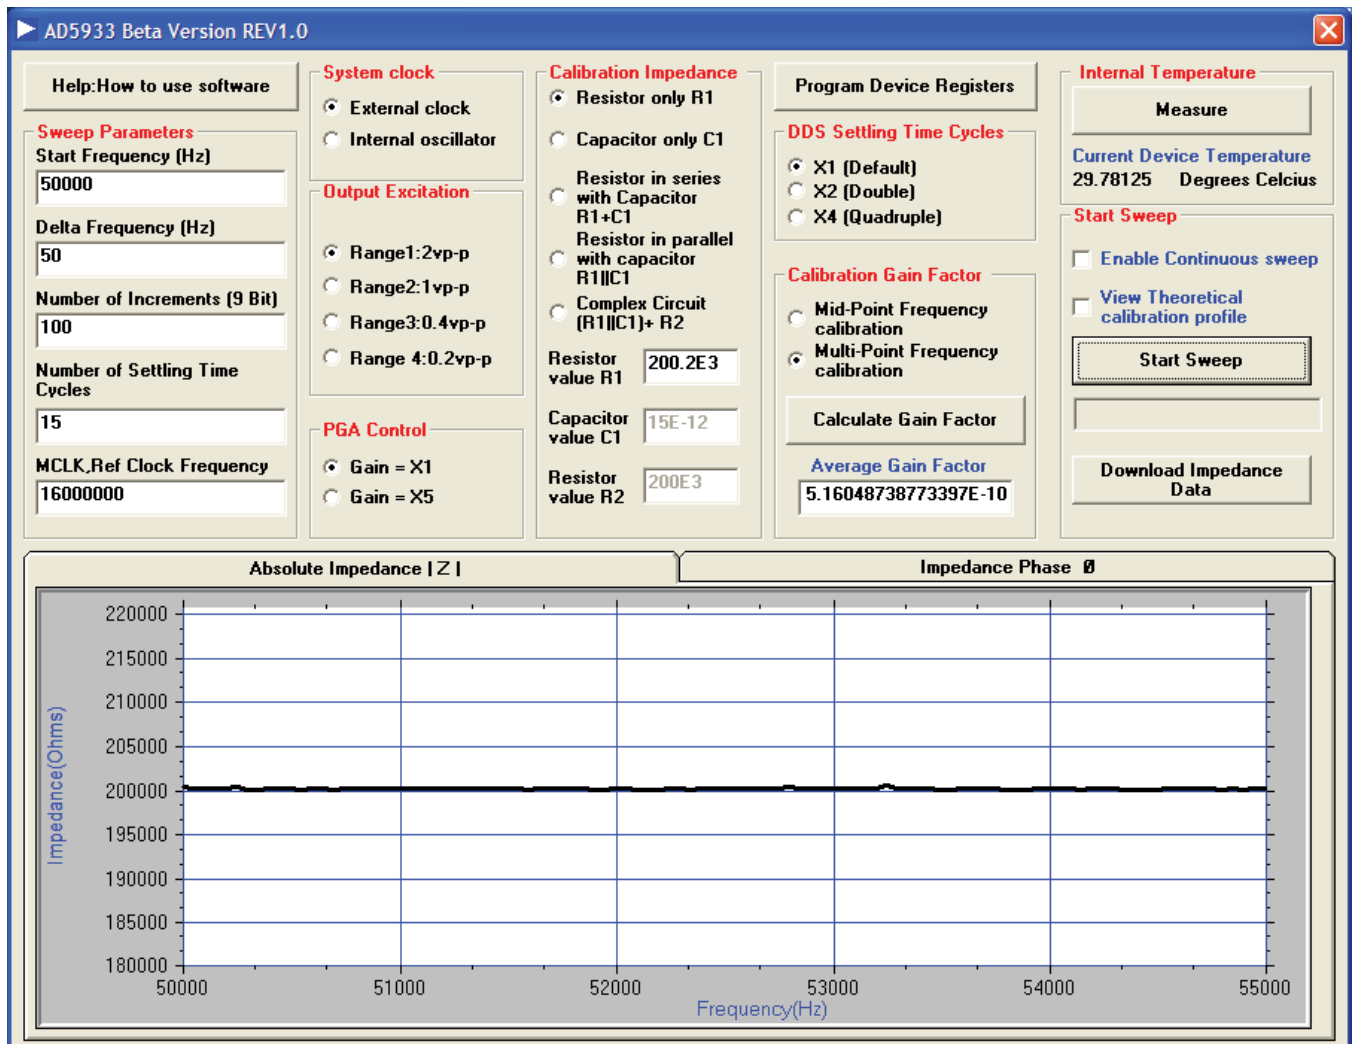 AD5933 Beta Version REV1.0
Help:How to use software
Sweep Parameters
Start Frequency (Hz)
50000
Delta Frequency (Hz)
50
Number of Increments (9 Bit)
100
Number of Settling Time
Cycles
15
MCLK,Ref Clock Frequency
16000000
System clock
External clock
Internal oscillator
Output Excitation
Range1:2vp-p
Range2:1vp-p
Range3:0.4vp-p
Range 4:0.2vp-p
PGA Control
Gain = X1
Gain = X5
Calibration Impedance
Resistor only R1
Capacitor only C1
Resistor in series
with Capacitor
R1+C1
Resistor in parallel
with capacitor
R1||C1
Complex Circuit
(R1||C1)+ R2
Resistor
value R1
200.2E3
Capacitor
value C1
15E-12
Resistor
value R2
200E3
Program Device Registers
DDS Settling Time Cycles
X1 (Default)
X2 (Double)
X4 (Quadruple)
Calibration Gain Factor
Mid-Point Frequency
calibration
Multi-Point Frequency
calibration
Calculate Gain Factor
Average Gain Factor
5.16048738773397E-10
Internal Temperature
Measure
Current Device Temperature
29.78125 Degrees Celcius
Start Sweep
Enable Continuous sweep
View Theoretical
calibration profile
Start Sweep
Download Impedance
Data
Absolute Impedance | Z |
Impedance Phase Ø
Impedance(Ohms)
220000
215000
210000
205000
200000
195000
190000
185000
180000
50000
51000
52000
53000
54000
55000
Frequency(Hz)